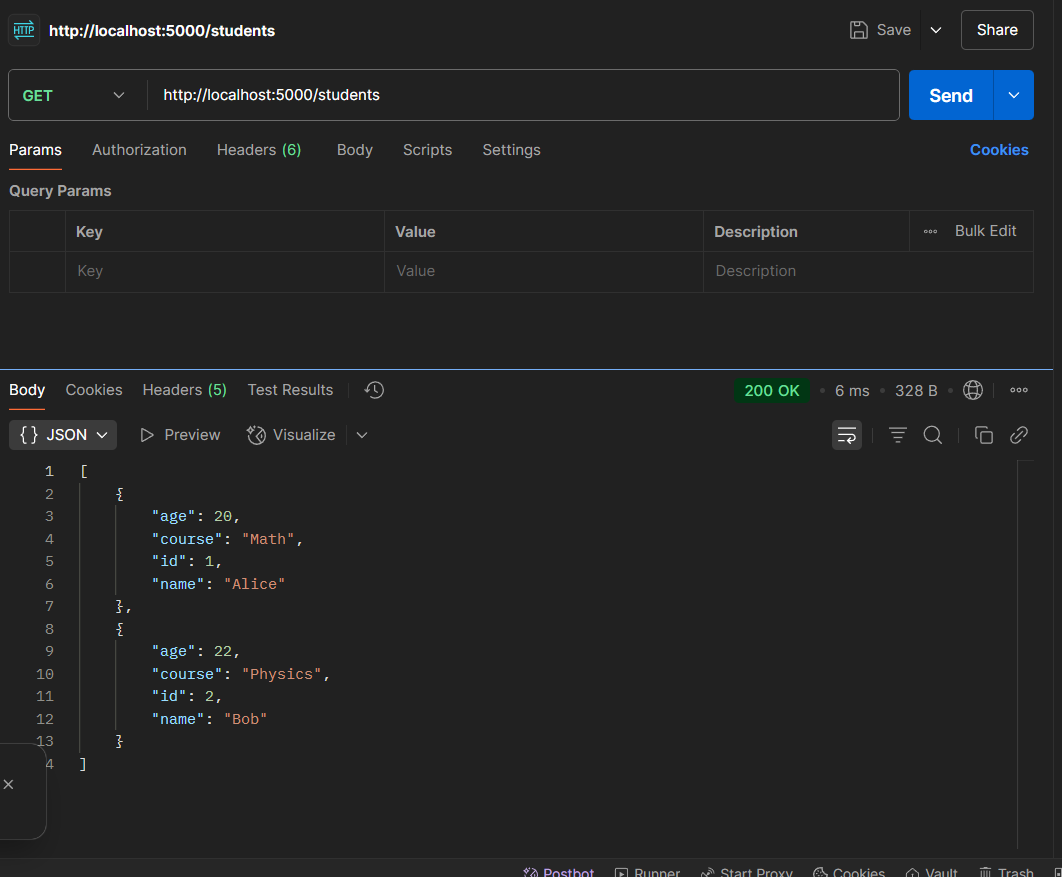 HTTP http://localhost:5000/students Save Share
GET http://localhost:5000/students Send
Params Authorization Headers (6) Body Scripts Settings Cookies
Query Params
Key Value Description Bulk Edit
Key Value Description
Body Cookies Headers (5) Test Results 200 OK 6 ms 328 B
{} JSON Preview Visualize
1 [
2 {
3 "age": 20,
4 "course": "Math",
5 "id": 1,
6 "name": "Alice"
7 },
8 {
9 "age": 22,
10 "course": "Physics",
11 "id": 2,
12 "name": "Bob"
13 }
4 ]
Postbot Runner Start Proxy Cookies Vault Trash